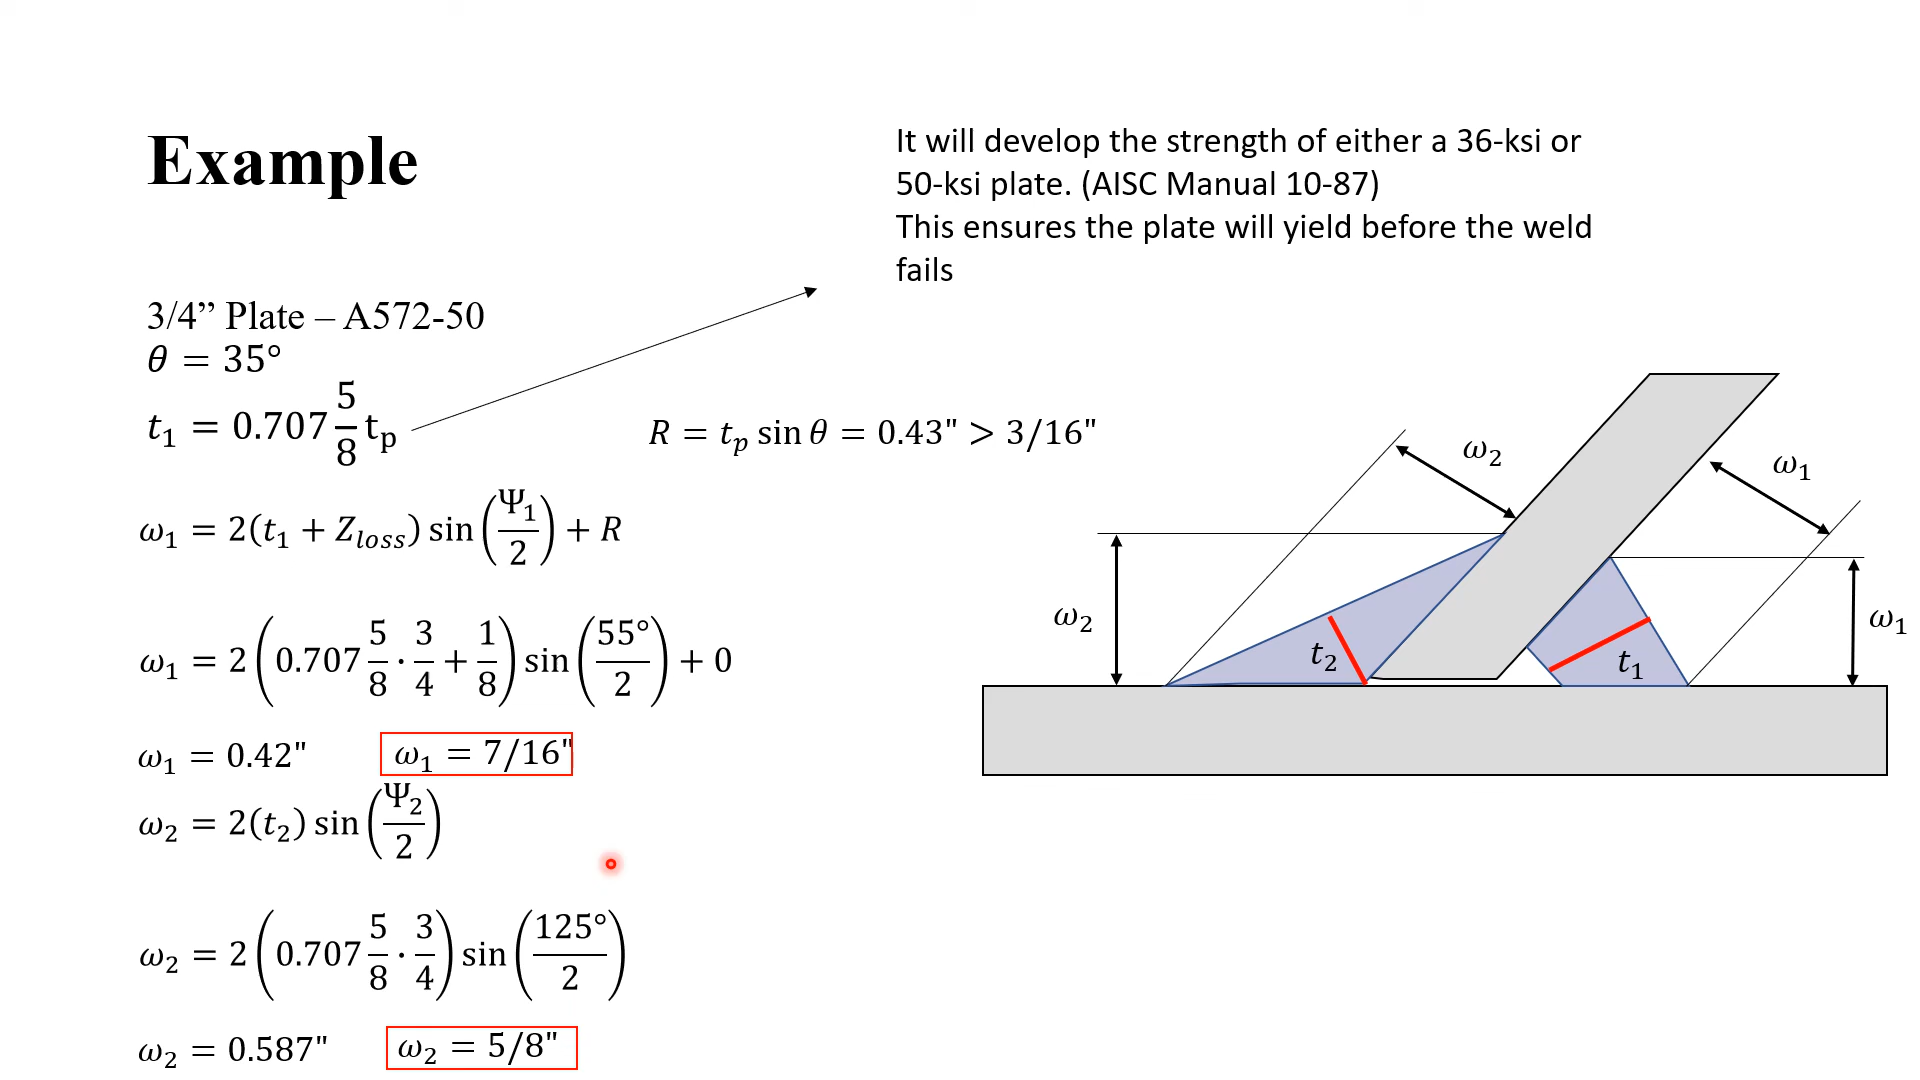 Example
It will develop the strength of either a 36-ksi or
50-ksi plate. (AISC Manual 10-87)
This ensures the plate will yield before the weld
fails
3/4” Plate – A572-50
θ = 35°
t₁ = 0.707 5/8 tₚ
R = tₚ sin θ = 0.43" > 3/16"
ω₁ = 2(t₁ + Z_loss) sin(Ψ₁/2) + R
ω₁ = 2(0.707 5/8 · 3/4 + 1/8) sin(55°/2) + 0
ω₁ = 0.42"
ω₁ = 7/16"
ω₂ = 2(t₂) sin(Ψ₂/2)
ω₂ = 2(0.707 5/8 · 3/4) sin(125°/2)
ω₂ = 0.587"
ω₂ = 5/8"
ω₂
ω₁
ω₂
ω₁
t₂
t₁